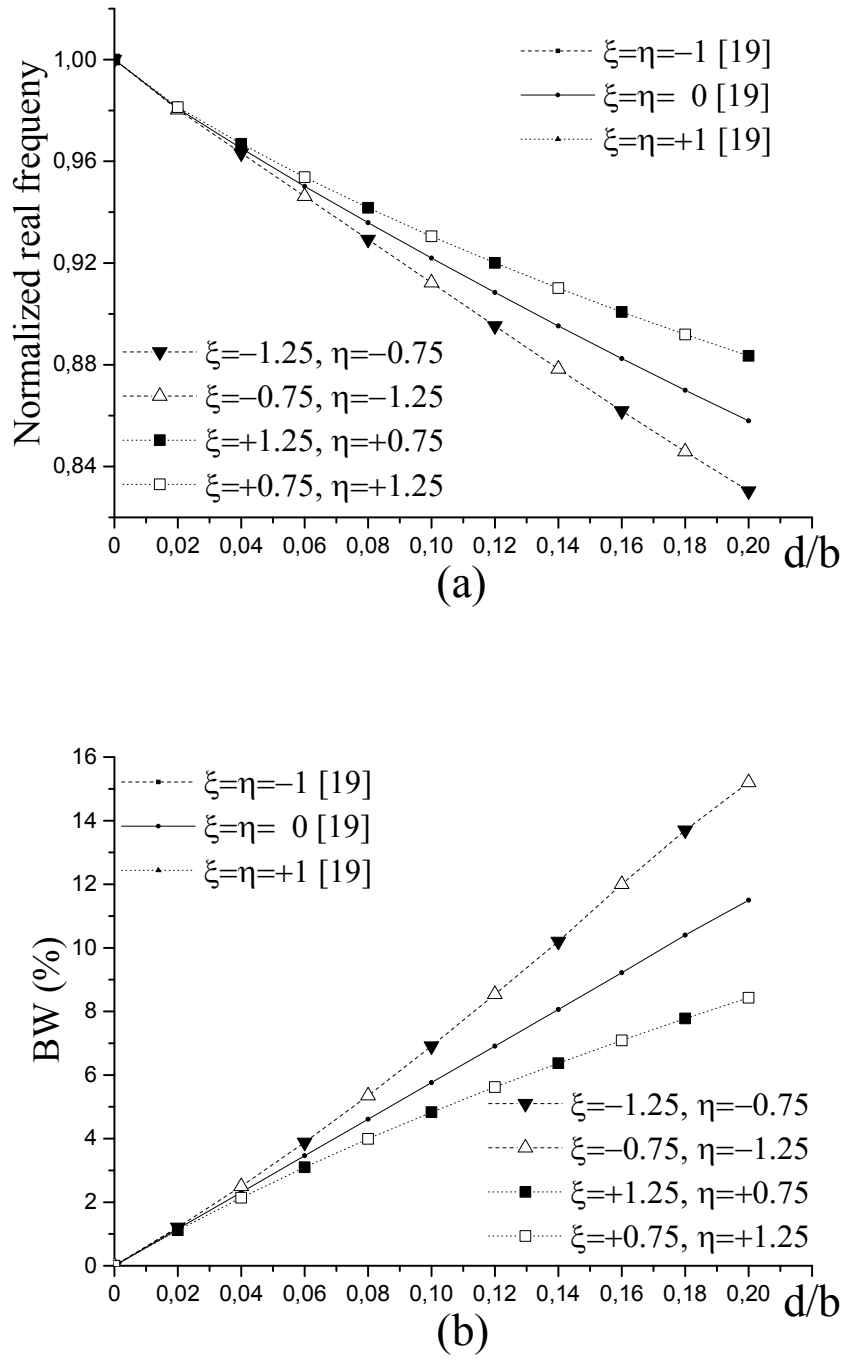 Normalized real frequeny
1,00
0,96
0,92
0,88
0,84
ξ=η=−1 [19]
ξ=η= 0 [19]
ξ=η=+1 [19]
ξ=−1.25, η=−0.75
ξ=−0.75, η=−1.25
ξ=+1.25, η=+0.75
ξ=+0.75, η=+1.25
0 0,02 0,04 0,06 0,08 0,10 0,12 0,14 0,16 0,18 0,20 d/b
(a)
BW (%)
16
14
12
10
8
6
4
2
0
ξ=η=−1 [19]
ξ=η= 0 [19]
ξ=η=+1 [19]
ξ=−1.25, η=−0.75
ξ=−0.75, η=−1.25
ξ=+1.25, η=+0.75
ξ=+0.75, η=+1.25
0 0,02 0,04 0,06 0,08 0,10 0,12 0,14 0,16 0,18 0,20 d/b
(b)